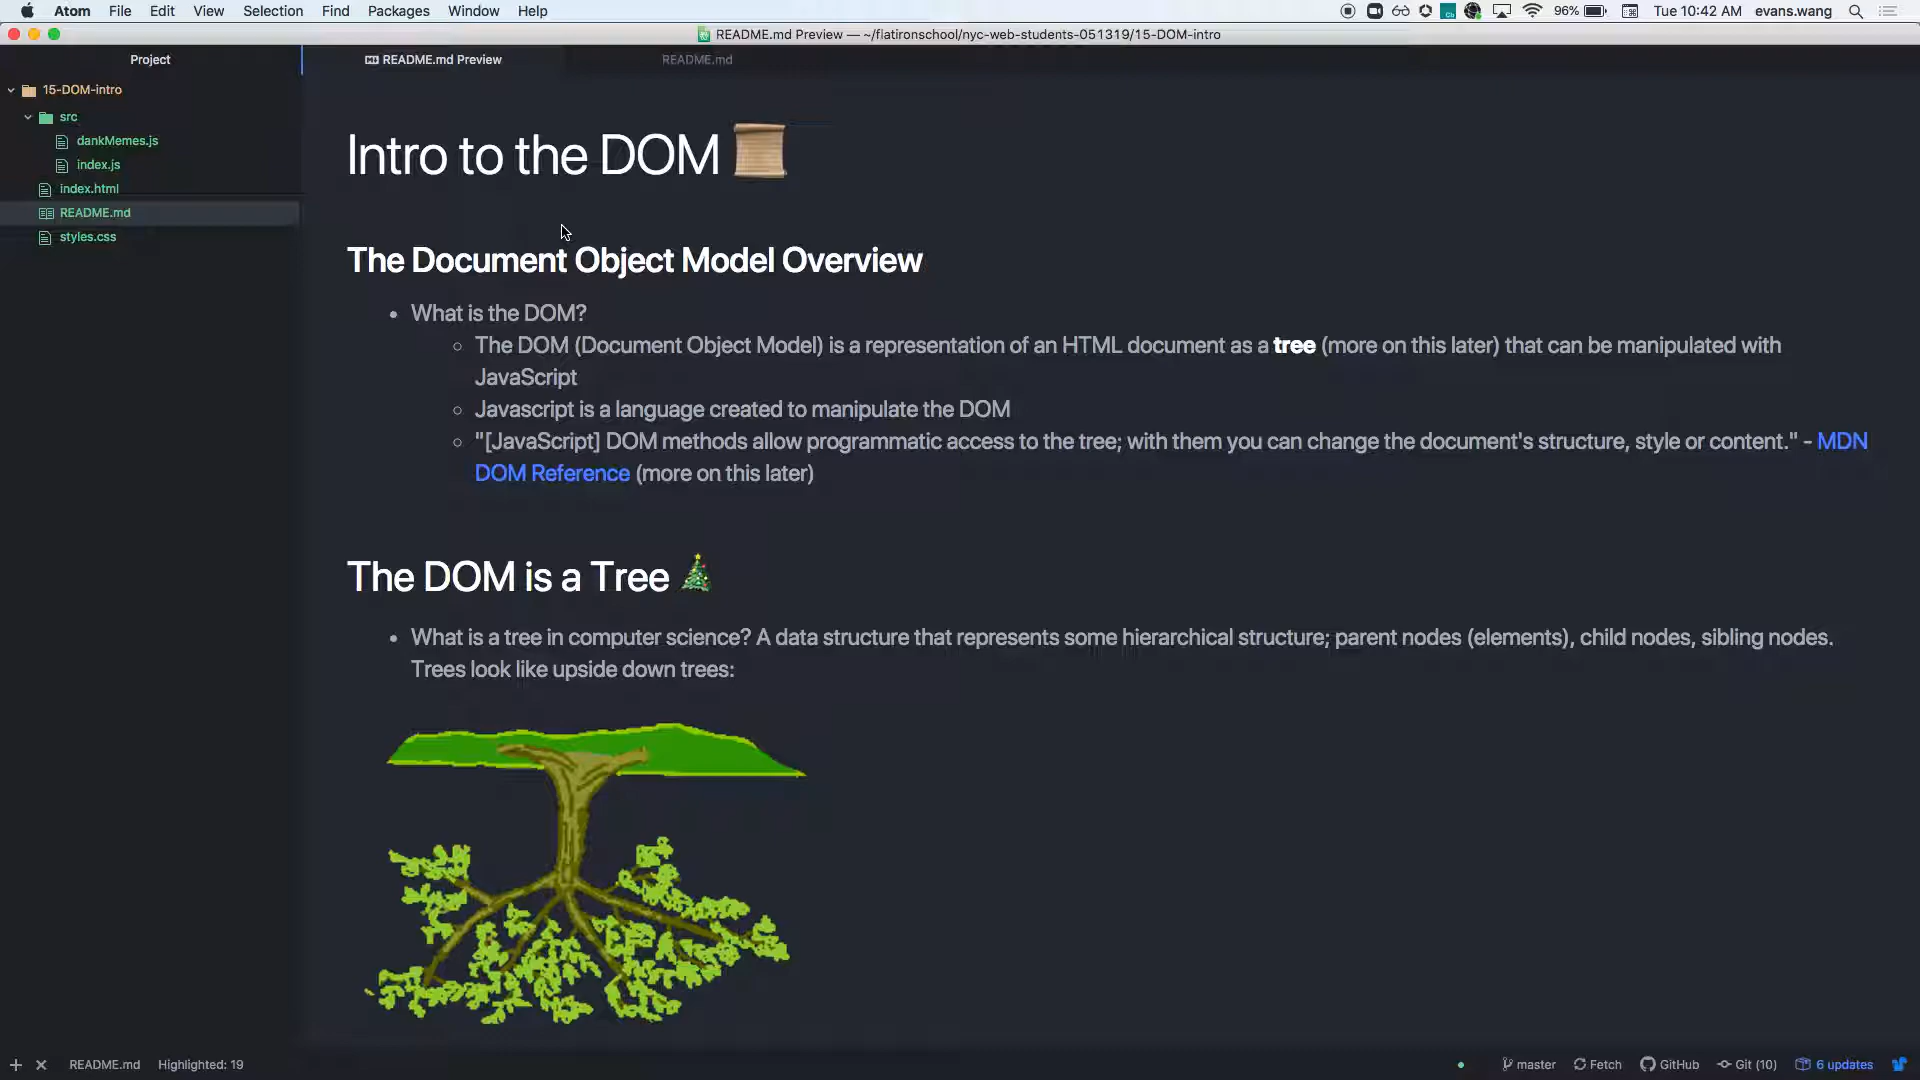 Atom File Edit View Selection Find Packages Window Help 96% Tue 10:42 AM evans.wang
README.md Preview — ~/flatironschool/nyc-web-students-051319/15-DOM-intro
Project
README.md Preview
README.md
15-DOM-intro
src
dankMemes.js
index.js
index.html
README.md
styles.css
Intro to the DOM
The Document Object Model Overview
• What is the DOM?
◦ The DOM (Document Object Model) is a representation of an HTML document as a tree (more on this later) that can be manipulated with
JavaScript
◦ Javascript is a language created to manipulate the DOM
◦ "[JavaScript] DOM methods allow programmatic access to the tree; with them you can change the document's structure, style or content." - MDN
DOM Reference (more on this later)
The DOM is a Tree
• What is a tree in computer science? A data structure that represents some hierarchical structure; parent nodes (elements), child nodes, sibling nodes.
Trees look like upside down trees:
README.md Highlighted: 19 master Fetch GitHub Git (10) 6 updates